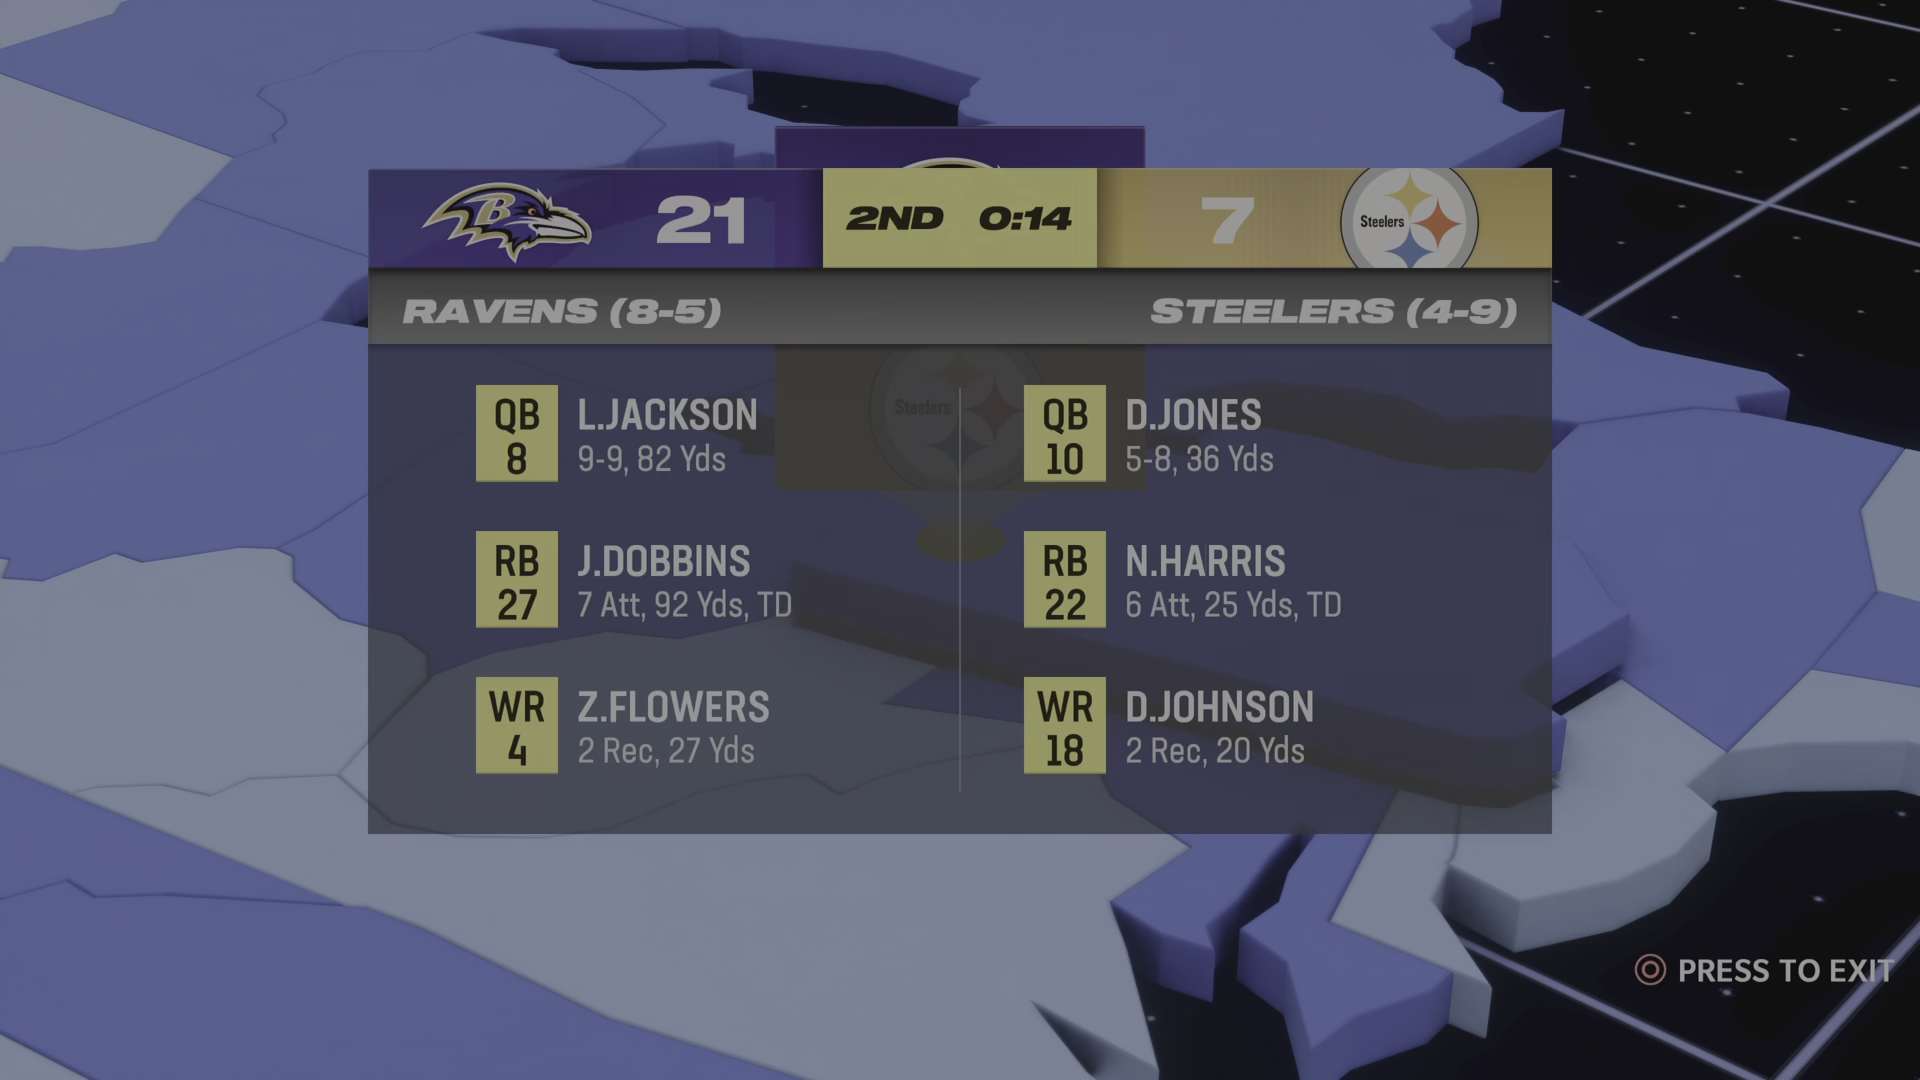 B 21 2ND 0:14 7 Steelers
RAVENS (8-5)
STEELERS (4-9)
Steelers
QB
8
L.JACKSON
9-9, 82 Yds
RB
27
J.DOBBINS
7 Att, 92 Yds, TD
WR
4
Z.FLOWERS
2 Rec, 27 Yds
QB
10
D.JONES
5-8, 36 Yds
RB
22
N.HARRIS
6 Att, 25 Yds, TD
WR
18
D.JOHNSON
2 Rec, 20 Yds
PRESS TO EXIT